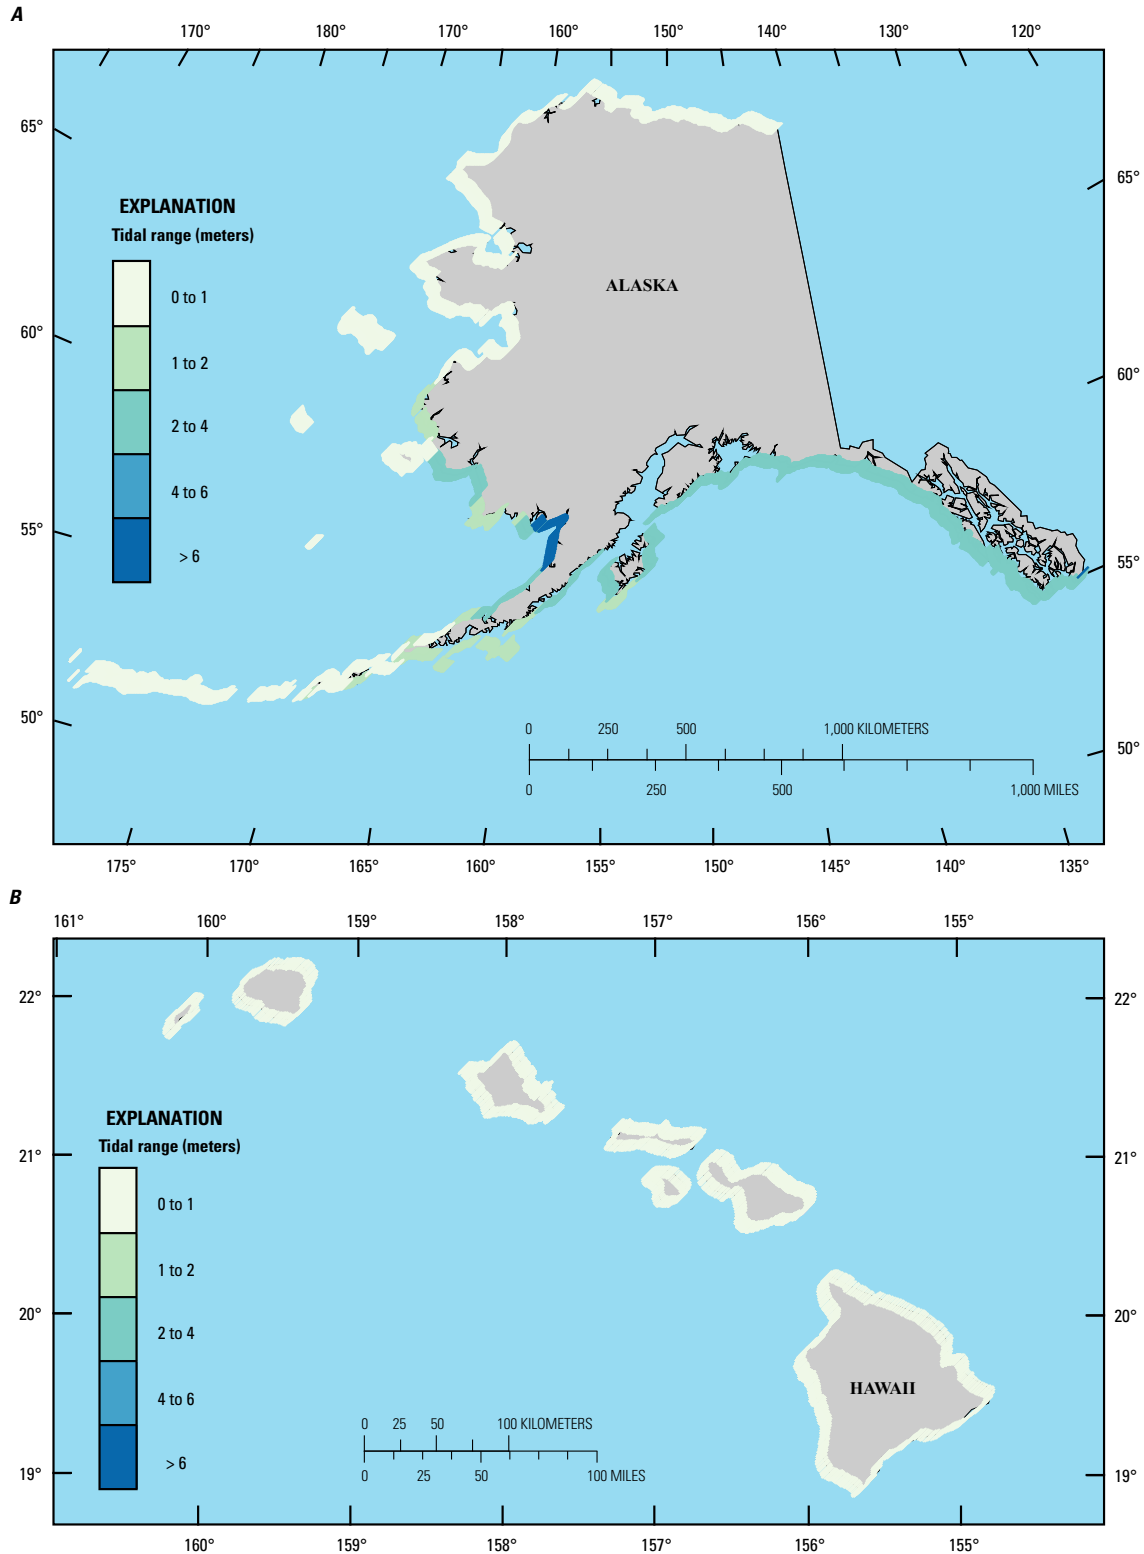 A
170° 180° 170° 160° 150° 140° 130° 120°
65°
65°
EXPLANATION
Tidal range (meters)
0 to 1
1 to 2
2 to 4
4 to 6
> 6
ALASKA
60°
60°
55°
55°
50°
50°
0 250 500 1,000 KILOMETERS
0 250 500 1,000 MILES
175° 170° 165° 160° 155° 150° 145° 140° 135°
B
161° 160° 159° 158° 157° 156° 155°
22°
22°
EXPLANATION
Tidal range (meters)
0 to 1
1 to 2
2 to 4
4 to 6
> 6
21°
21°
20°
20°
HAWAII
0 25 50 100 KILOMETERS
0 25 50 100 MILES
19°
19°
160° 159° 158° 157° 156° 155°